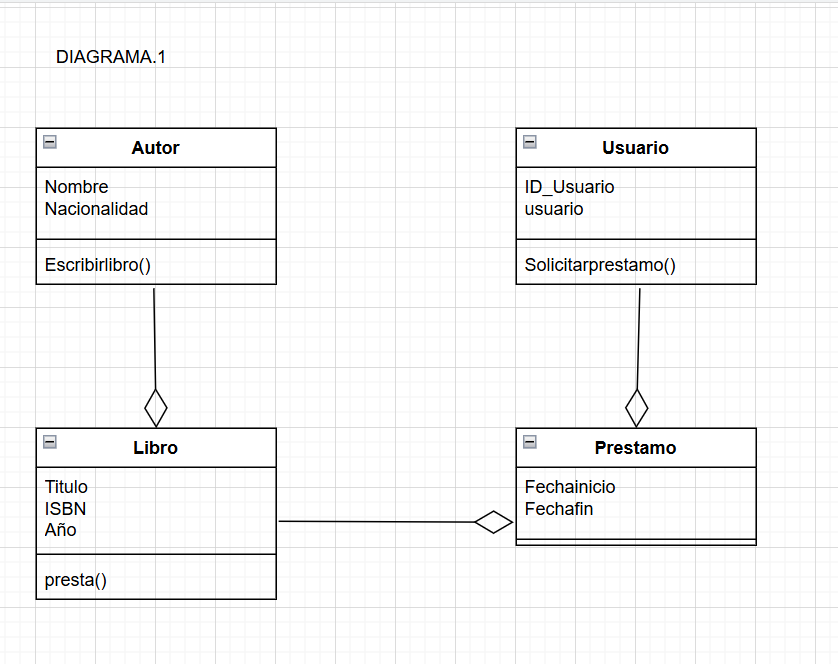 DIAGRAMA.1
Autor
Nombre
Nacionalidad
Escribirlibro()
Usuario
ID_Usuario
usuario
Solicitarprestamo()
Libro
Titulo
ISBN
Año
presta()
Prestamo
Fechainicio
Fechafin